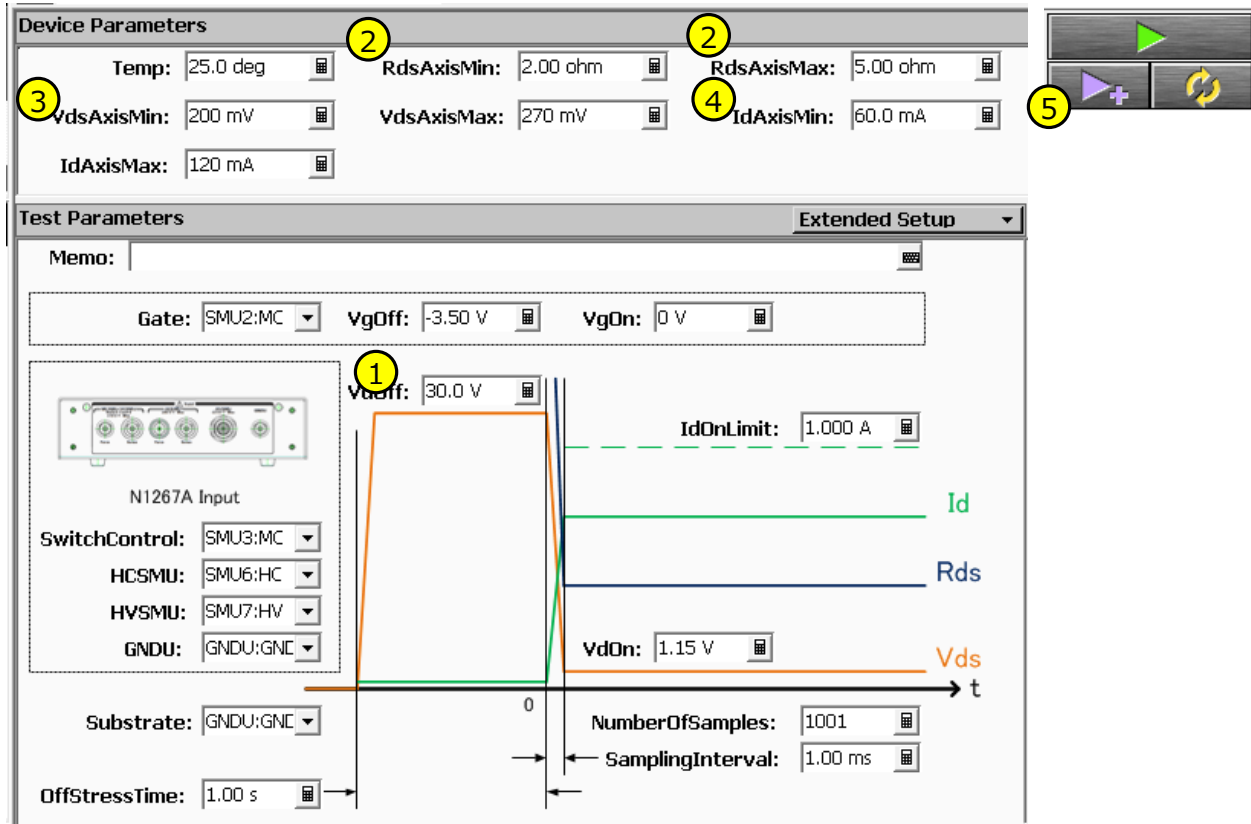 Device Parameters
2
2
Temp: 25.0 deg RdsAxisMin: 2.00 ohm RdsAxisMax: 5.00 ohm
3
4
5
VdsAxisMin: 200 mV VdsAxisMax: 270 mV IdAxisMin: 60.0 mA
IdAxisMax: 120 mA
Test Parameters Extended Setup
Memo:
Gate: SMU2:MC VgOff: -3.50 V VgOn: 0 V
1
30.0 V
IdOnLimit: 1.000 A
N1267A Input
Id
SwitchControl: SMU3:MC
HCSMU: SMU6:HC
Rds
HVSMU: SMU7:HV
GNDU: GNDU:GND
VdOn: 1.15 V
Vds
t
0
Substrate: GNDU:GND
NumberOfSamples: 1001
SamplingInterval: 1.00 ms
OffStressTime: 1.00 s